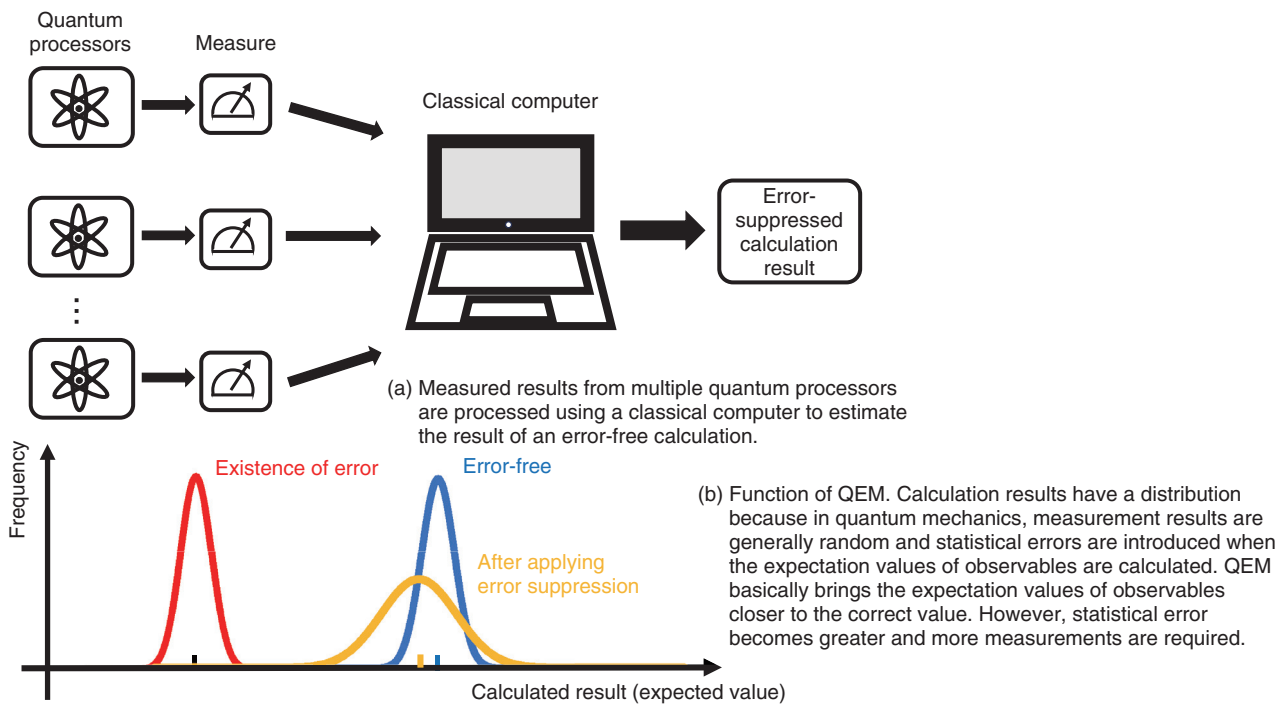 Quantum
processors
Measure
Classical computer
Error-
suppressed
calculation
result
(a) Measured results from multiple quantum processors
are processed using a classical computer to estimate
the result of an error-free calculation.
Frequency
Existence of error
Error-free
After applying
error suppression
Calculated result (expected value)
(b) Function of QEM. Calculation results have a distribution
because in quantum mechanics, measurement results are
generally random and statistical errors are introduced when
the expectation values of observables are calculated. QEM
basically brings the expectation values of observables
closer to the correct value. However, statistical error
becomes greater and more measurements are required.